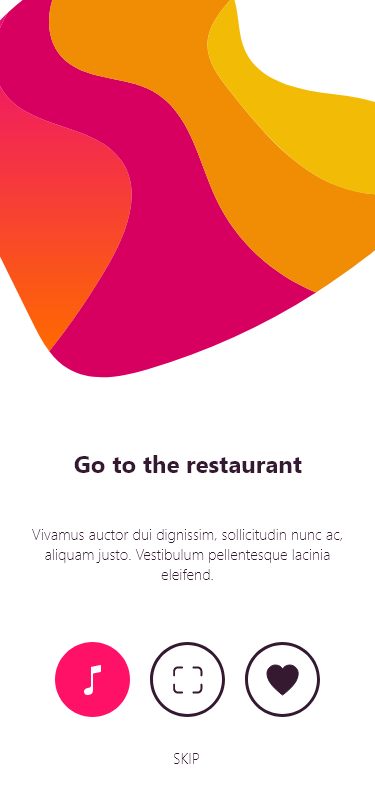 Go to the restaurant
Vivamus auctor dui dignissim, sollicitudin nunc ac,
aliquam justo. Vestibulum pellentesque lacinia
eleifend.
SKIP